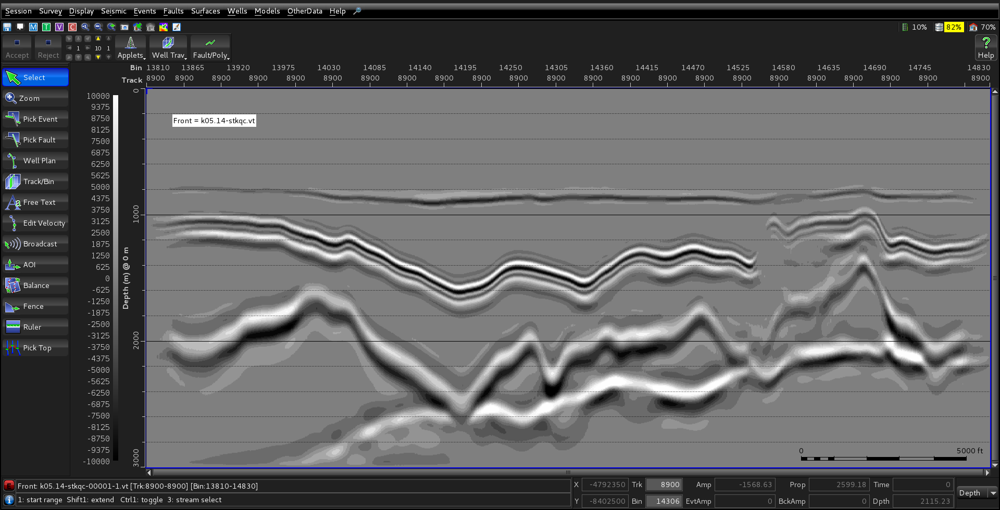 Session Survey Display Seismic Events Faults Surfaces Wells Models OtherData Help
M T V C 10% 82% 70%
Accept Reject 1 10 1 Applets Well Trav Fault/Poly Help
Bin 13810 13865 13920 13975 14030 14085 14140 14195 14250 14305 14360 14415 14470 14525 14580 14635 14690 14745 14830
Track 8900 8900 8900 8900 8900 8900 8900 8900 8900 8900 8900 8900 8900 8900 8900 8900 8900 8900 8900 8900 8900 8900 8900
Select
Zoom
Pick Event
Pick Fault
Well Plan
Track/Bin
Free Text
Edit Velocity
Broadcast
AOI
Balance
Fence
Ruler
Pick Top
10000
9375
8750
8125
7500
6875
6250
5625
5000
4375
3750
3125
2500
1875
1250
625
0
-625
-1250
-1875
-2500
-3125
-3750
-4375
-5000
-5625
-6250
-6875
-7500
-8125
-8750
-9375
-10000
Depth (m) @ 0 m
0
1000
2000
3000
Front = k05.14-stkqc.vt
0 5000 ft
E Front: k05.14-stkqc-00001-1.vt [Trk:8900-8900] [Bin:13810-14830]
i 1: start range Shift1: extend Ctrl1: toggle 3: stream select
X -4792350 Trk 8900 Amp -1568.63 Prop 2599.18 Time 0
Y -8402500 Bin 14306 EvtAmp 0 BckAmp 0 Dpth 2115.23
Depth